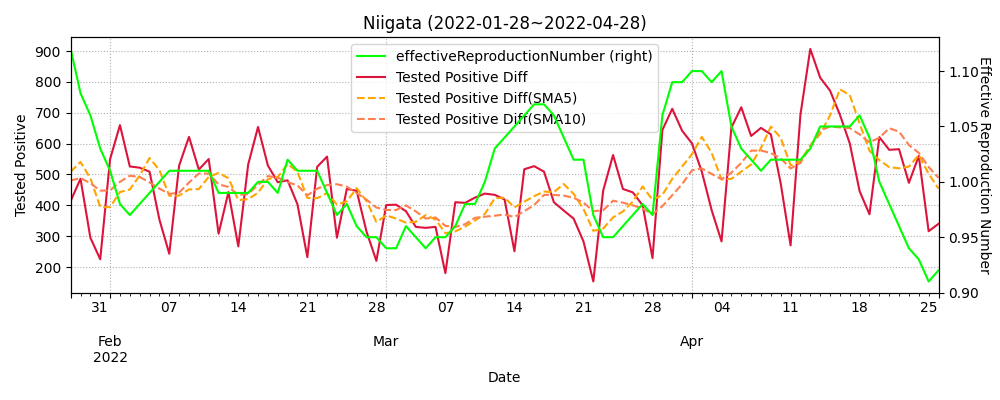 Niigata (2022-01-28~2022-04-28)
effectiveReproductionNumber (right)
Tested Positive Diff
Tested Positive Diff(SMA5)
Tested Positive Diff(SMA10)
Tested Positive
900
800
700
600
500
400
300
200
Effective Reproduction Number
1.10
1.05
1.00
0.95
0.90
31 07 14 21 28 07 14 21 28 04 11 18 25
Feb Mar Apr
2022
Date